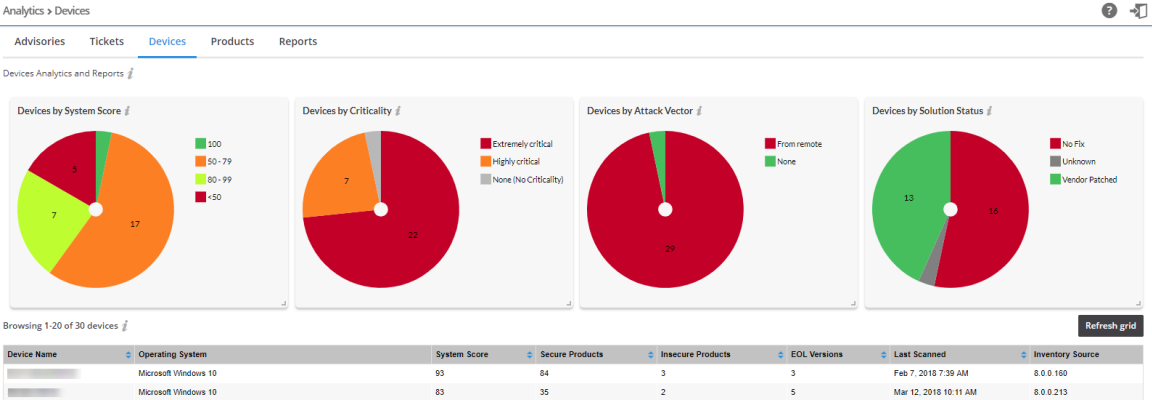 Analytics > Devices
Advisories Tickets Devices Products Reports
Devices Analytics and Reports
Devices by System Score
100
50 - 79
80 - 99
<50
5
7
17
Devices by Criticality
Extremely critical
Highly critical
None (No Criticality)
7
22
Devices by Attack Vector
From remote
None
29
Devices by Solution Status
No Fix
Unknown
Vendor Patched
13
16
Browsing 1-20 of 30 devices
Refresh grid
Device Name Operating System System Score Secure Products Insecure Products EOL Versions Last Scanned Inventory Source
Microsoft Windows 10 93 84 3 3 Feb 7, 2018 7:39 AM 8.0.0.160
Microsoft Windows 10 83 35 2 5 Mar 12, 2018 10:11 AM 8.0.0.213